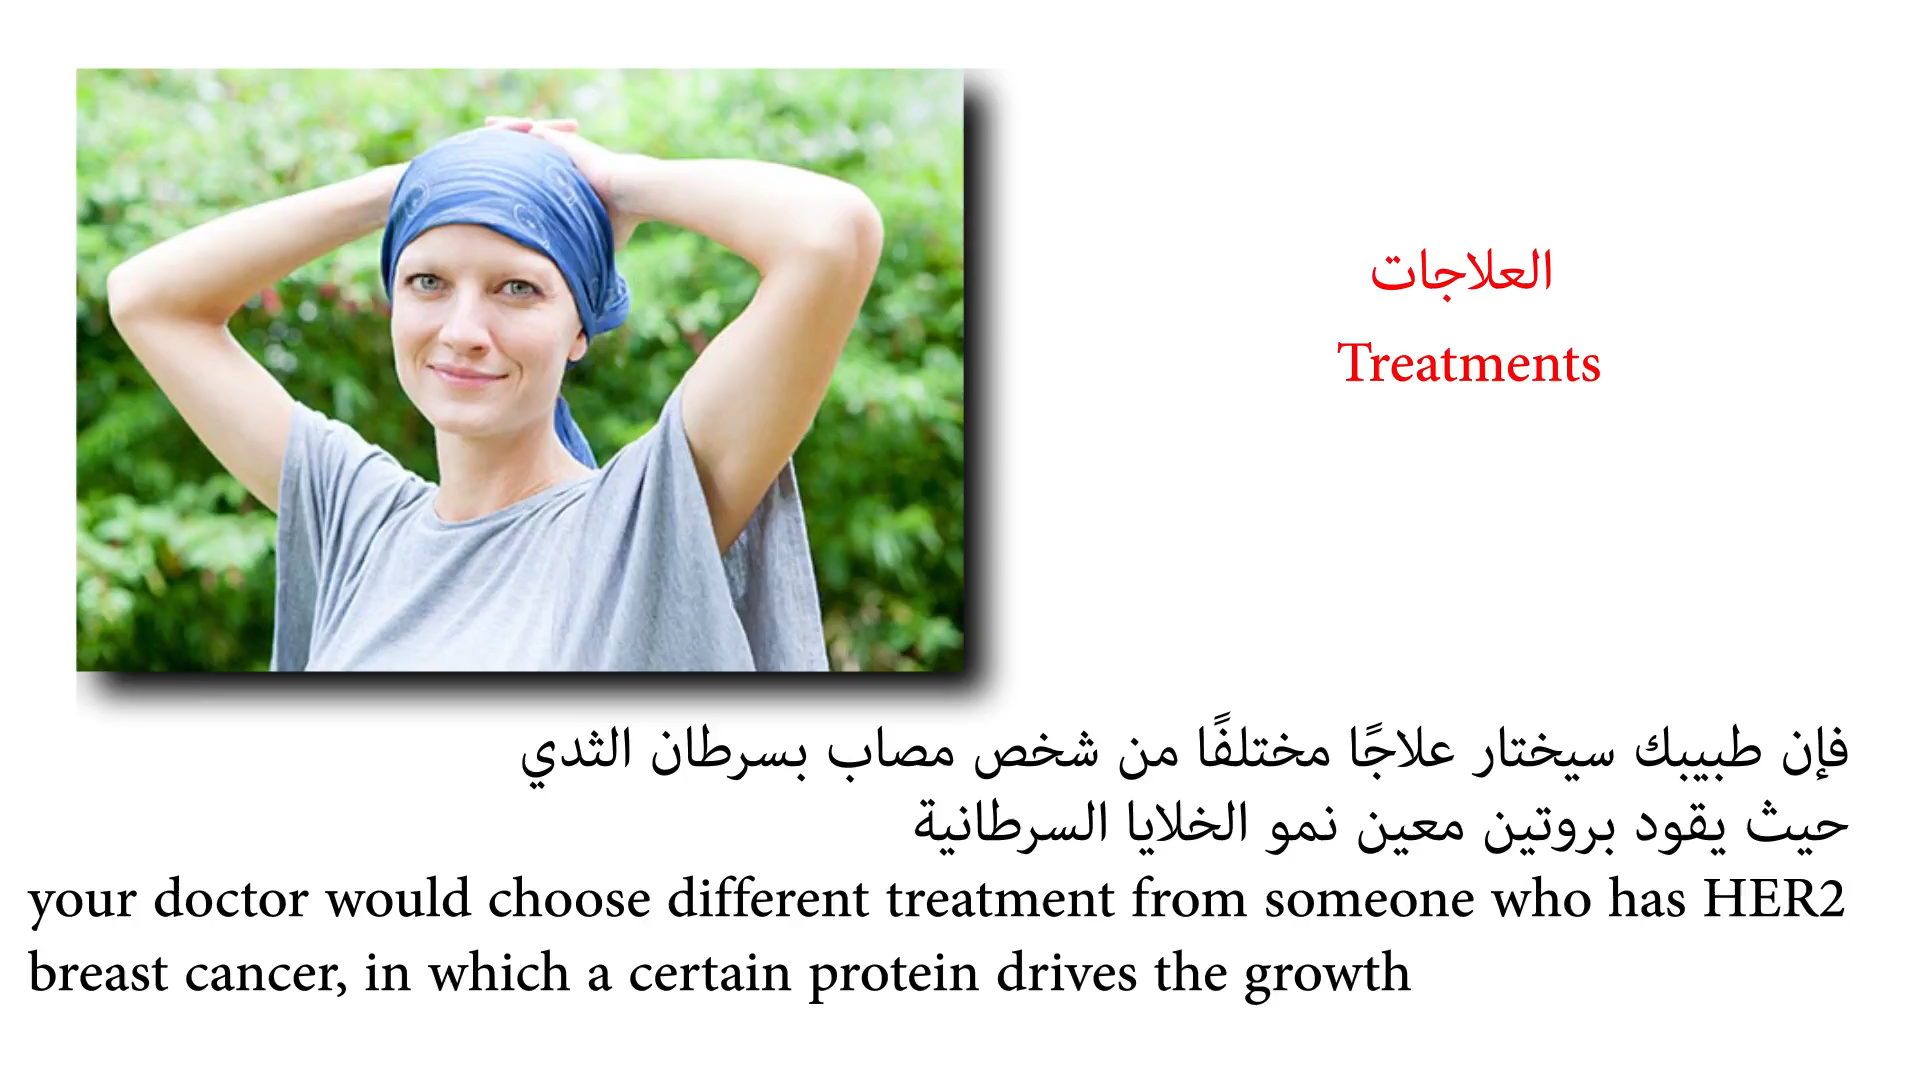 العلاجات
Treatments
فإن طبيبك سيختار علاجًا مختلفًا من شخص مصاب بسرطان الثدي
حيث يقود بروتين معين نمو الخلايا السرطانية
your doctor would choose different treatment from someone who has HER2
breast cancer, in which a certain protein drives the growth